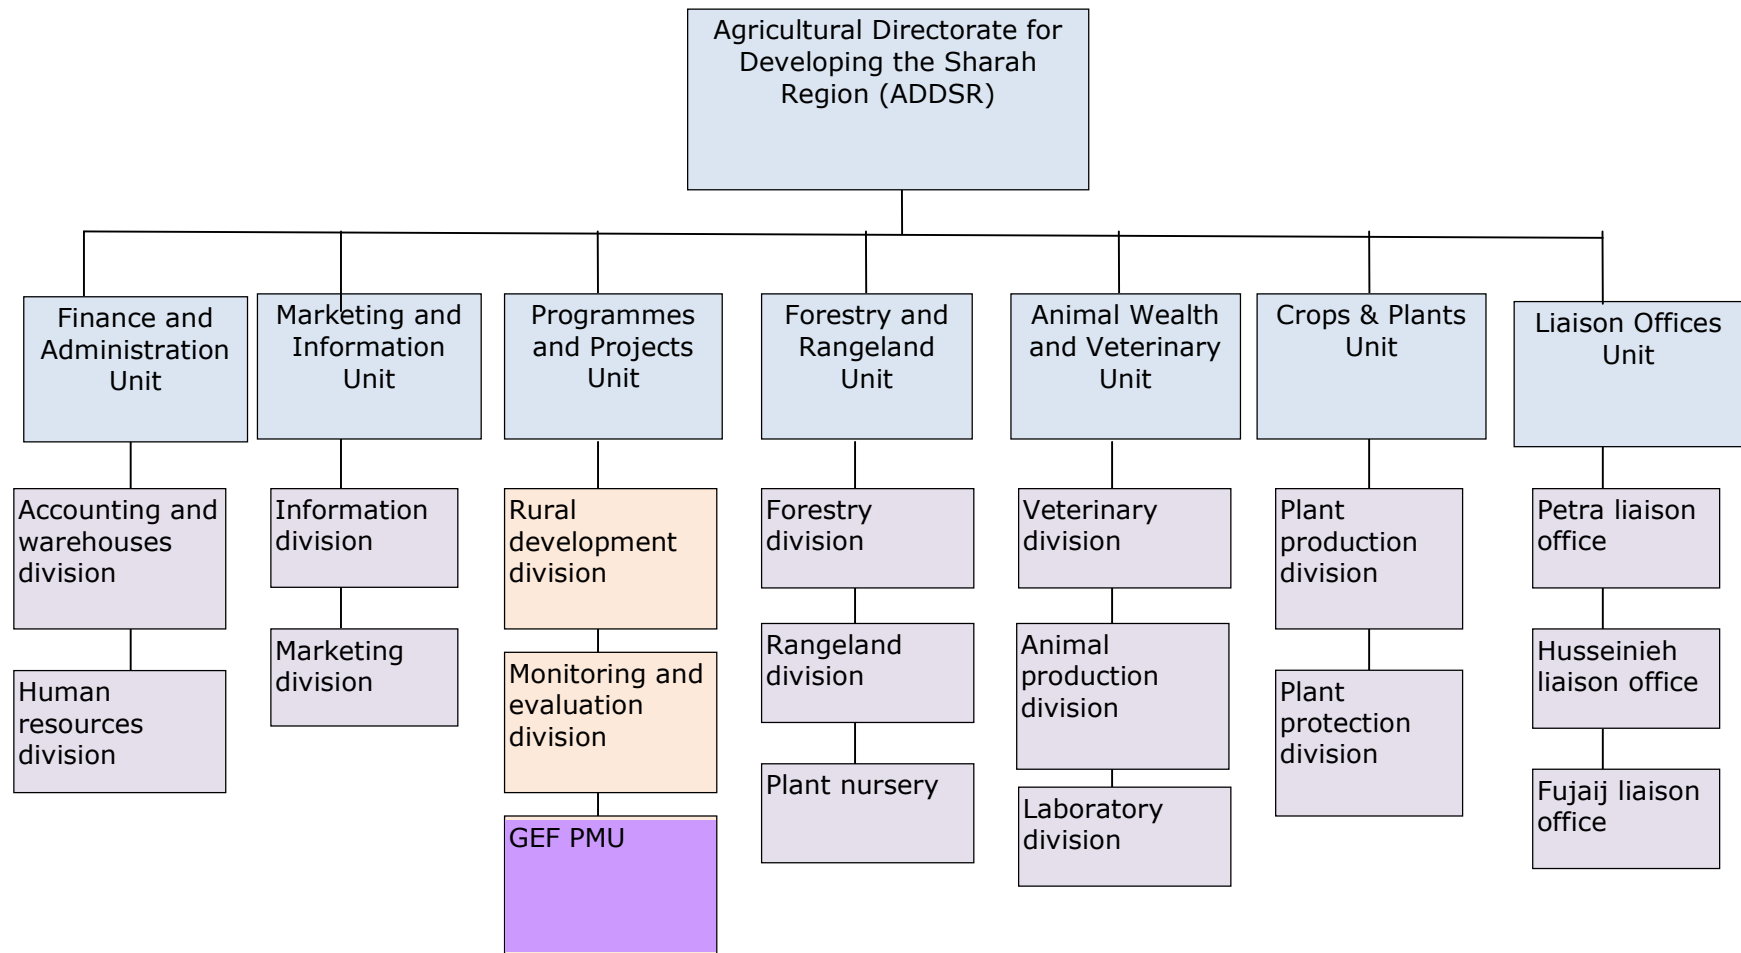 Agricultural Directorate for
Developing the Sharah
Region (ADDSR)
Finance and
Administration
Unit
Marketing and
Information
Unit
Programmes
and Projects
Unit
Forestry and
Rangeland
Unit
Animal Wealth
and Veterinary
Unit
Crops & Plants
Unit
Liaison Offices
Unit
Accounting and
warehouses
division
Human
resources
division
Information
division
Marketing
division
Rural
development
division
Monitoring and
evaluation
division
GEF PMU
Forestry
division
Rangeland
division
Plant nursery
Veterinary
division
Animal
production
division
Laboratory
division
Plant
production
division
Plant
protection
division
Petra liaison
office
Husseinieh
liaison office
Fujaij liaison
office